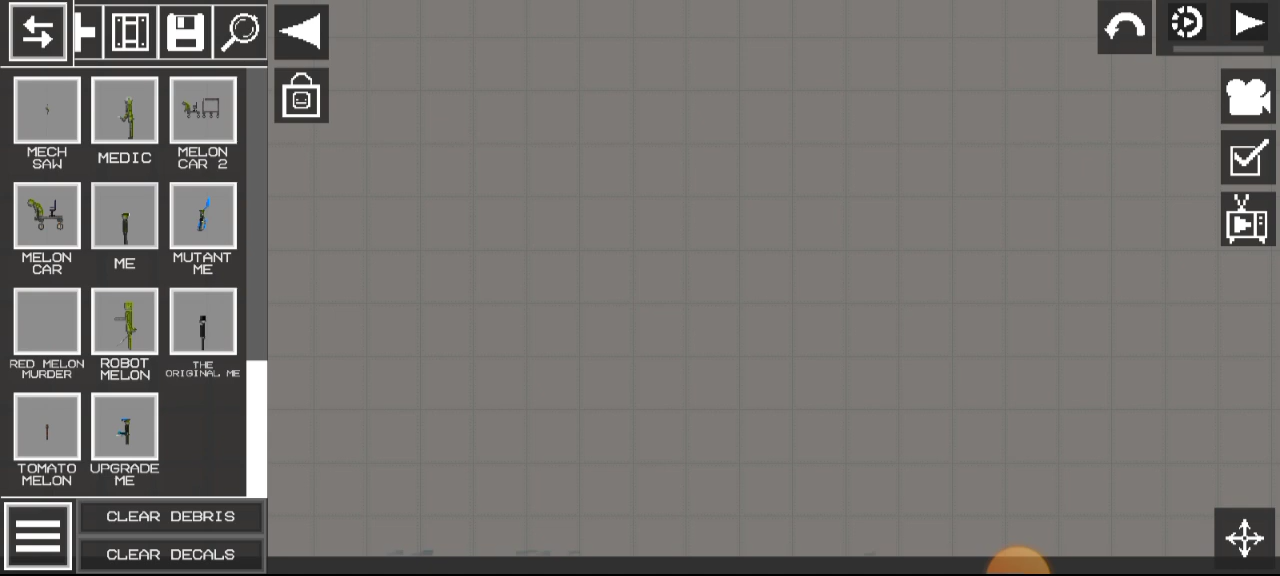 MECH
SAW
MEDIC
MELON
CAR 2
MELON
CAR
ME
MUTANT
ME
RED MELON
MURDER
ROBOT
MELON
THE
ORIGINAL ME
TOMATO
MELON
UPGRADE
ME
CLEAR DEBRIS
CLEAR DECALS